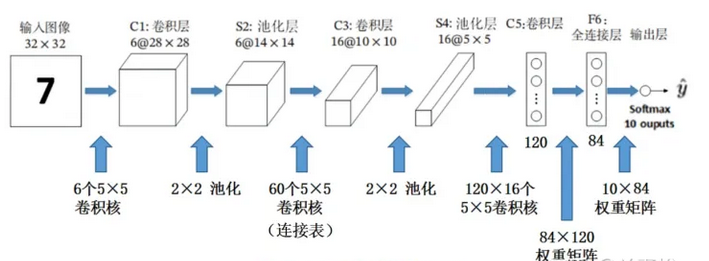 输入图像
32×32
C1: 卷积层
6@28×28
S2: 池化层
6@14×14
C3: 卷积层
16@10×10
S4: 池化层
16@5×5
C5:卷积层
F6:
全连接层
输出层
7
ŷ
Softmax
10 ouputs
120
84
6个5×5
卷积核
2×2 池化
60个5×5
卷积核
（连接表）
2×2 池化
120×16个
5×5卷积核
84×120
权重矩阵
10×84
权重矩阵